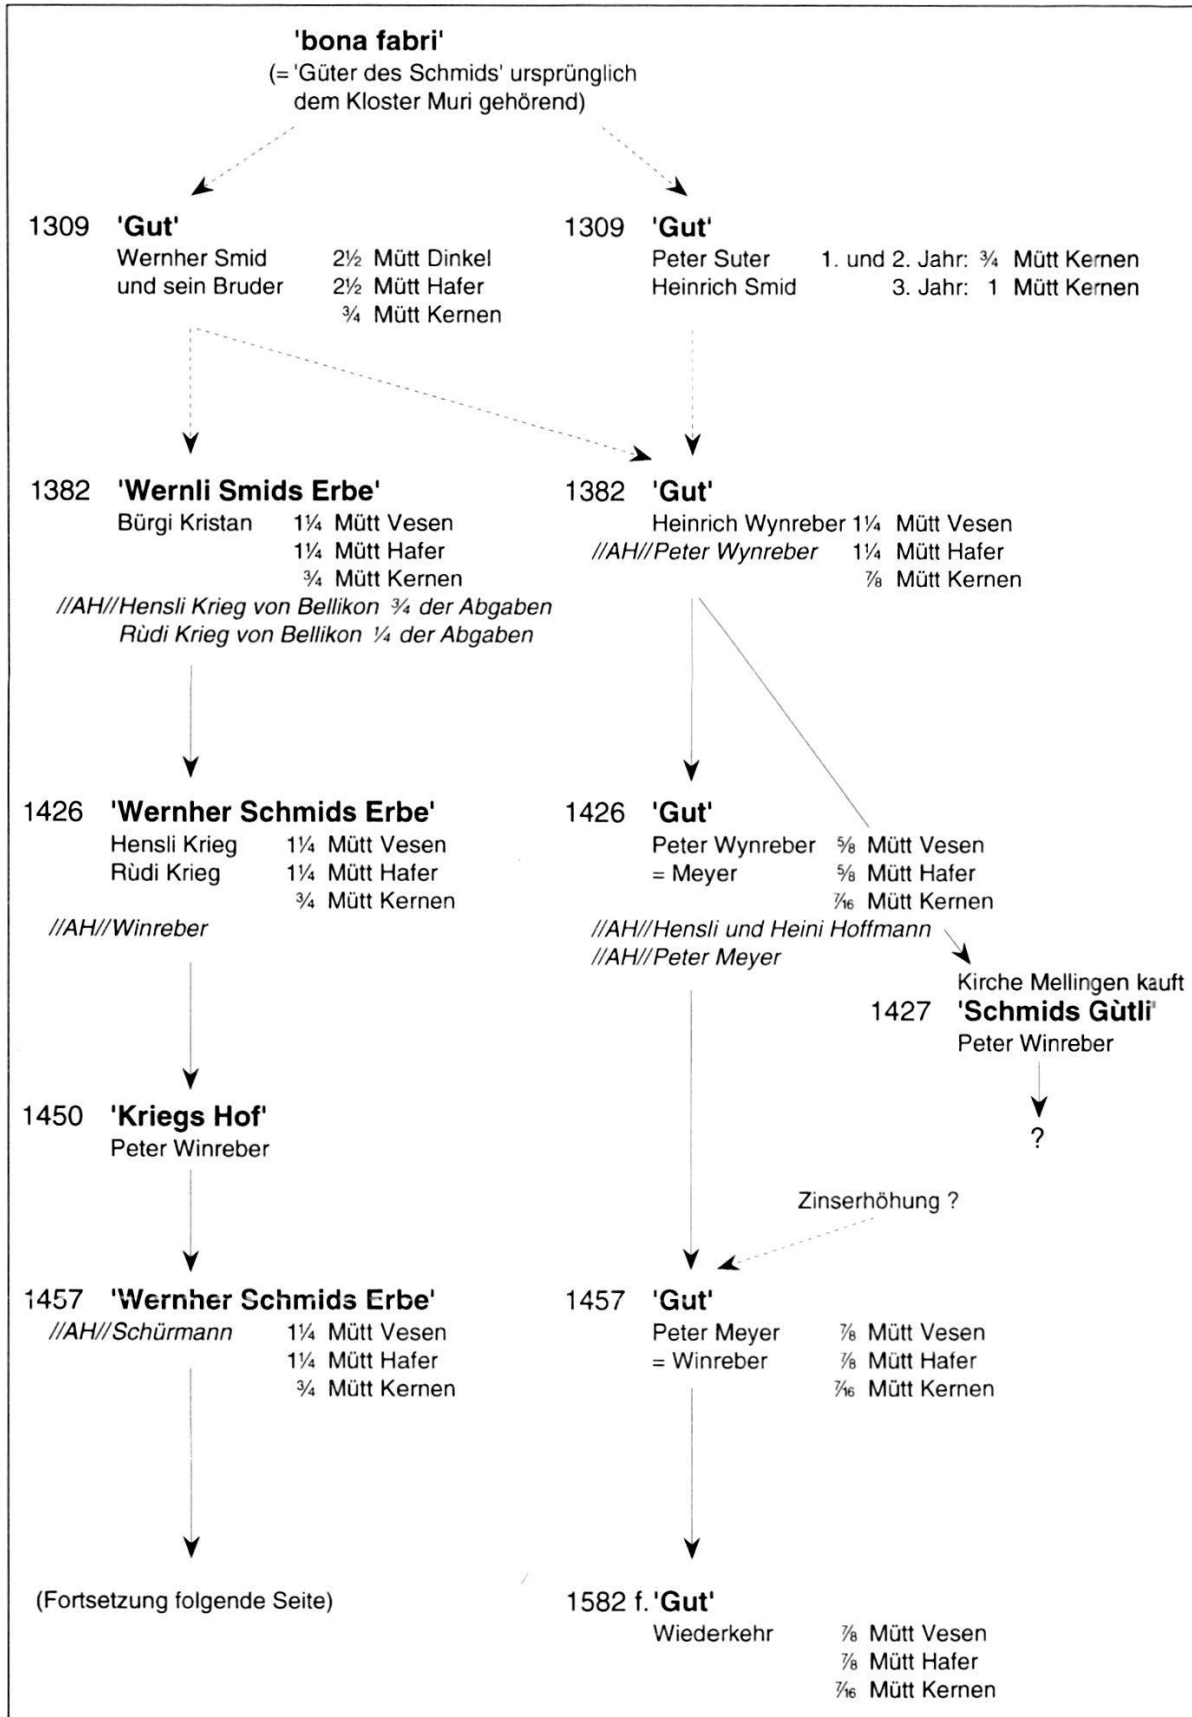 'bona fabri'
(= 'Güter des Schmids' ursprünglich
dem Kloster Muri gehörend)
1309 'Gut'
Wernher Smid 2½ Mütt Dinkel
und sein Bruder 2½ Mütt Hafer
¾ Mütt Kernen
1309 'Gut'
Peter Suter 1. und 2. Jahr: ¾ Mütt Kernen
Heinrich Smid 3. Jahr: 1 Mütt Kernen
1382 'Wernli Smids Erbe'
Bürgi Kristan 1¼ Mütt Vesen
1¼ Mütt Hafer
¾ Mütt Kernen
//AH//Hensli Krieg von Bellikon ¾ der Abgaben
Rùdi Krieg von Bellikon ¼ der Abgaben
1382 'Gut'
Heinrich Wynreber 1¼ Mütt Vesen
//AH//Peter Wynreber 1¼ Mütt Hafer
⅞ Mütt Kernen
1426 'Wernher Schmids Erbe'
Hensli Krieg 1¼ Mütt Vesen
Rùdi Krieg 1¼ Mütt Hafer
¾ Mütt Kernen
//AH//Winreber
1426 'Gut'
Peter Wynreber ⅝ Mütt Vesen
= Meyer ⅝ Mütt Hafer
7/16 Mütt Kernen
//AH//Hensli und Heini Hoffmann
//AH//Peter Meyer
Kirche Mellingen kauft
1427 'Schmids Gùtli'
Peter Winreber
?
1450 'Kriegs Hof'
Peter Winreber
Zinserhöhung ?
1457 'Wernher Schmids Erbe'
//AH//Schürmann 1¼ Mütt Vesen
1¼ Mütt Hafer
¾ Mütt Kernen
1457 'Gut'
Peter Meyer ⅞ Mütt Vesen
= Winreber ⅞ Mütt Hafer
7/16 Mütt Kernen
(Fortsetzung folgende Seite)
1582 f. 'Gut'
Wiederkehr ⅞ Mütt Vesen
⅞ Mütt Hafer
7/16 Mütt Kernen